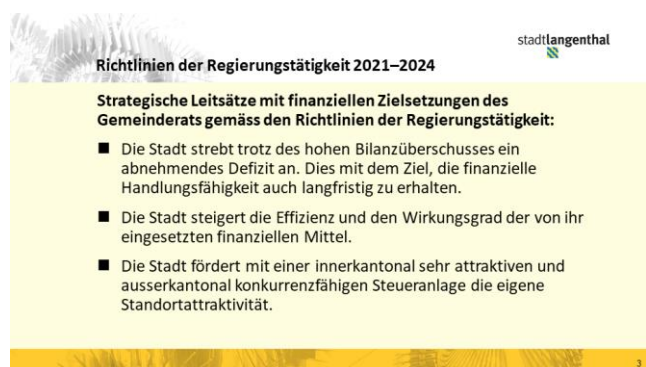 stadtlangenthal
Richtlinien der Regierungstätigkeit 2021–2024
Strategische Leitsätze mit finanziellen Zielsetzungen des
Gemeinderats gemäss den Richtlinien der Regierungstätigkeit:
■ Die Stadt strebt trotz des hohen Bilanzüberschusses ein
abnehmendes Defizit an. Dies mit dem Ziel, die finanzielle
Handlungsfähigkeit auch langfristig zu erhalten.
■ Die Stadt steigert die Effizienz und den Wirkungsgrad der von ihr
eingesetzten finanziellen Mittel.
■ Die Stadt fördert mit einer innerkantonal sehr attraktiven und
ausserkantonal konkurrenzfähigen Steueranlage die eigene
Standortattraktivität.
3